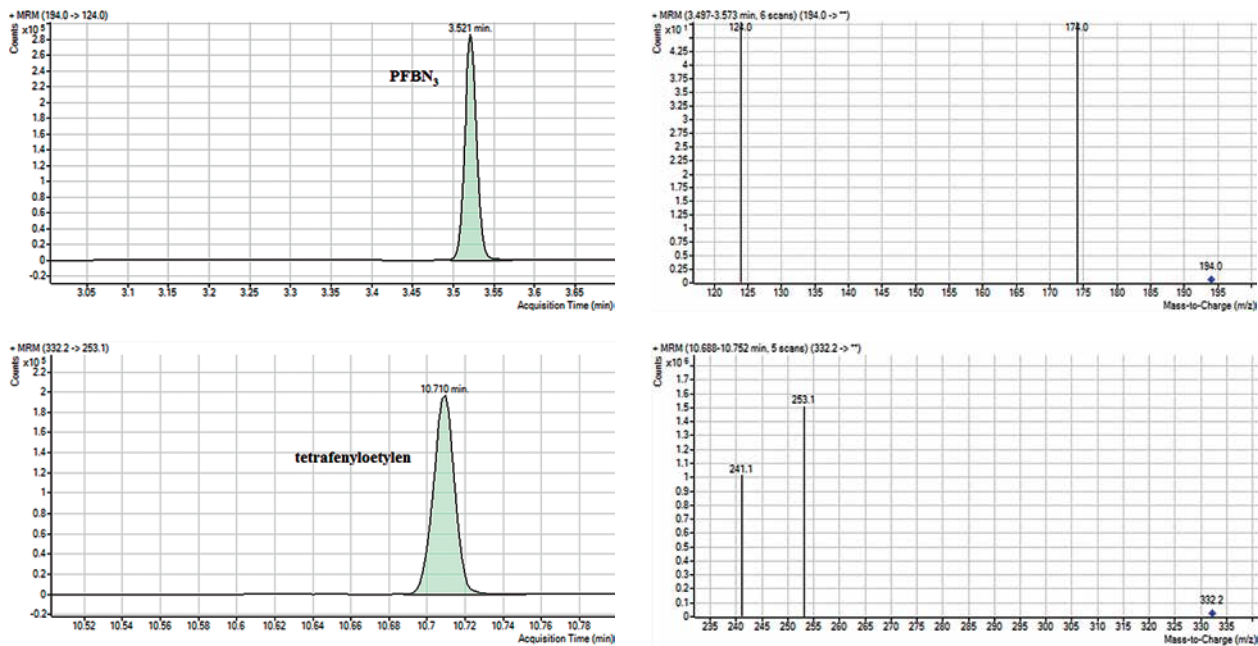 + MRM (194.0 -> 124.0)
Counts
x10 5
2.8
2.6
2.4
2.2
2
1.8
1.6
1.4
1.2
1
0.8
0.6
0.4
0.2
0
-0.2
3.521 min.
PFBN3
3.05 3.1 3.15 3.2 3.25 3.3 3.35 3.4 3.45 3.5 3.55 3.6 3.65
Acquisition Time (min)
+ MRM (3.497-3.573 min, 6 scans) (194.0 -> **)
Counts
x10 1
4.25
4
3.75
3.5
3.25
3
2.75
2.5
2.25
2
1.75
1.5
1.25
1
0.75
0.5
0.25
0
124.0 174.0
194.0
120 125 130 135 140 145 150 155 160 165 170 175 180 185 190 195
Mass-to-Charge (m/z)
+ MRM (332.2 -> 253.1)
Counts
x10 5
2.2
2
1.8
1.6
1.4
1.2
1
0.8
0.6
0.4
0.2
0
-0.2
10.710 min.
tetrafenyloetylen
10.52 10.54 10.56 10.58 10.6 10.62 10.64 10.66 10.68 10.7 10.72 10.74 10.76 10.78
Acquisition Time (min)
+ MRM (10.688-10.752 min, 5 scans) (332.2 -> **)
Counts
x10 6
1.7
1.6
1.5
1.4
1.3
1.2
1.1
1
0.9
0.8
0.7
0.6
0.5
0.4
0.3
0.2
0.1
0
253.1
241.1
332.2
235 240 245 250 255 260 265 270 275 280 285 290 295 300 305 310 315 320 325 330 335
Mass-to-Charge (m/z)